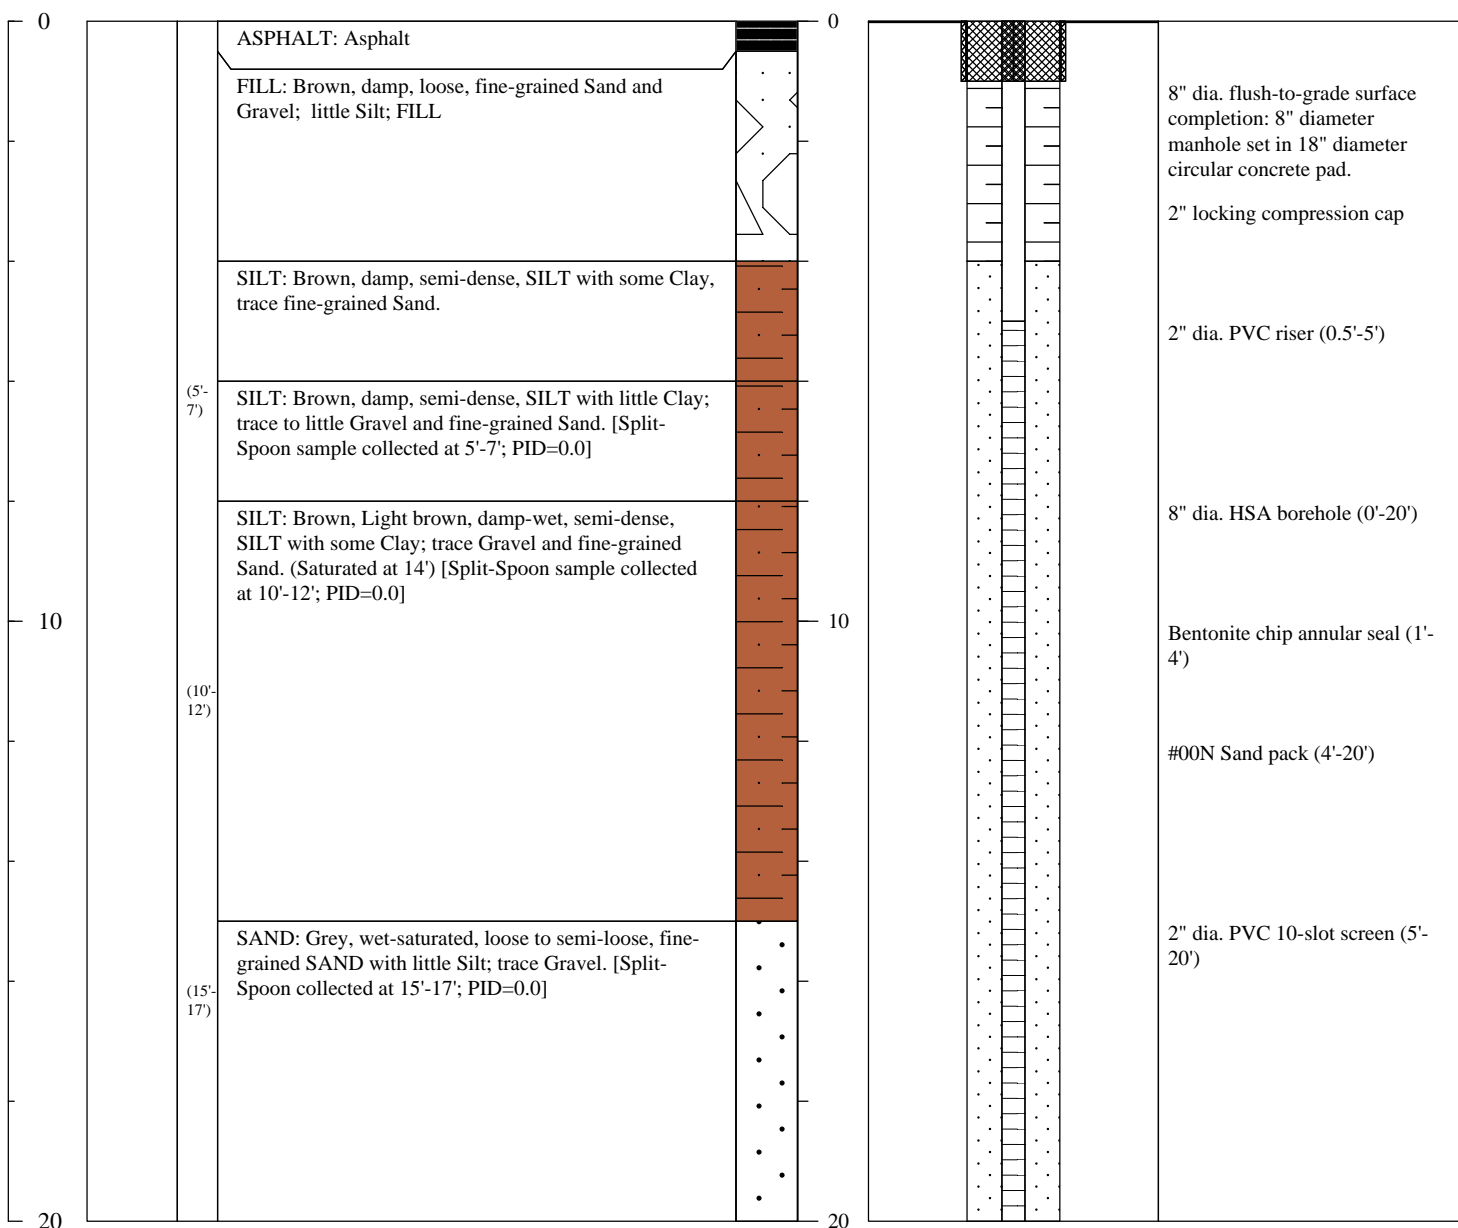 0
ASPHALT: Asphalt
FILL: Brown, damp, loose, fine-grained Sand and
Gravel;  little Silt; FILL
SILT: Brown, damp, semi-dense, SILT with some Clay,
trace fine-grained Sand.
(5'-
7')
SILT: Brown, damp, semi-dense, SILT with little Clay;
trace to little Gravel and fine-grained Sand. [Split-
Spoon sample collected at 5'-7'; PID=0.0]
SILT: Brown, Light brown, damp-wet, semi-dense,
SILT with some Clay; trace Gravel and fine-grained
Sand. (Saturated at 14') [Split-Spoon sample collected
at 10'-12'; PID=0.0]
10
(10'-
12')
SAND: Grey, wet-saturated, loose to semi-loose, fine-
grained SAND with little Silt; trace Gravel. [Split-
Spoon collected at 15'-17'; PID=0.0]
(15'-
17')
20
0
10
20
8" dia. flush-to-grade surface
completion: 8" diameter
manhole set in 18" diameter
circular concrete pad.
2" locking compression cap
2" dia. PVC riser (0.5'-5')
8" dia. HSA borehole (0'-20')
Bentonite chip annular seal (1'-
4')
#00N Sand pack (4'-20')
2" dia. PVC 10-slot screen (5'-
20')